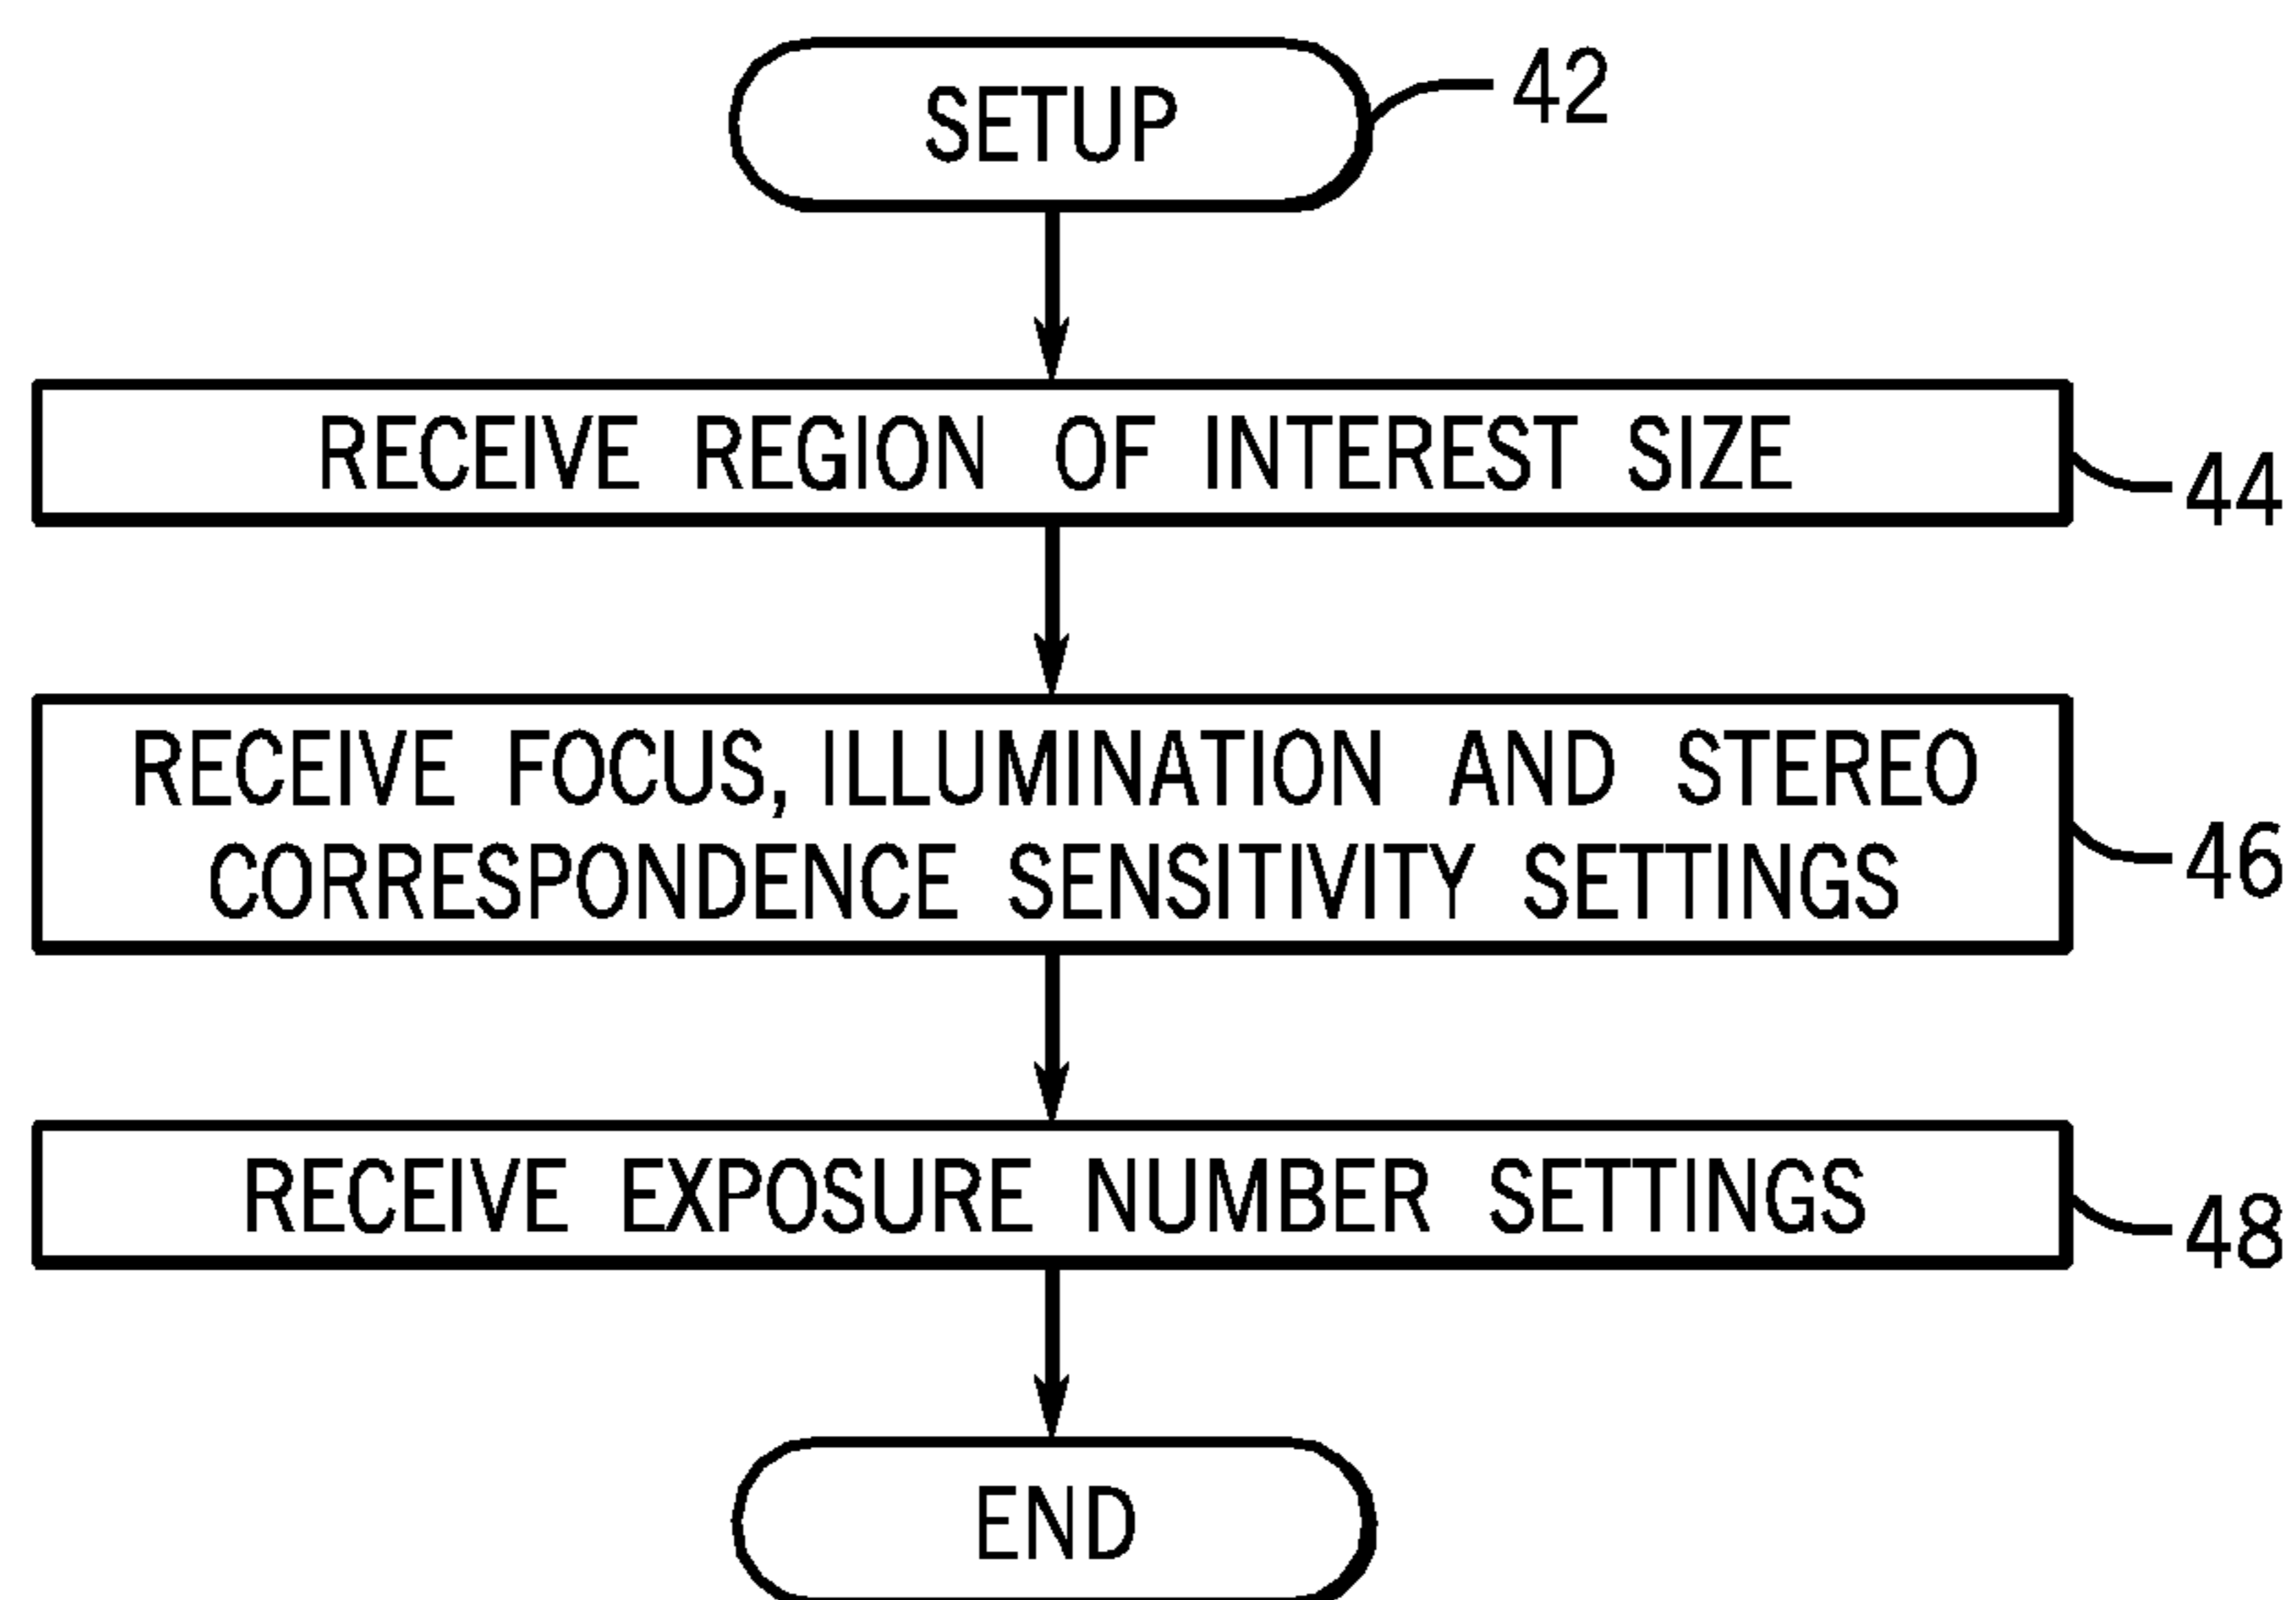 SETUP
42
RECEIVE REGION OF INTEREST SIZE
44
RECEIVE FOCUS, ILLUMINATION AND STEREO
CORRESPONDENCE SENSITIVITY SETTINGS
46
RECEIVE EXPOSURE NUMBER SETTINGS
48
END